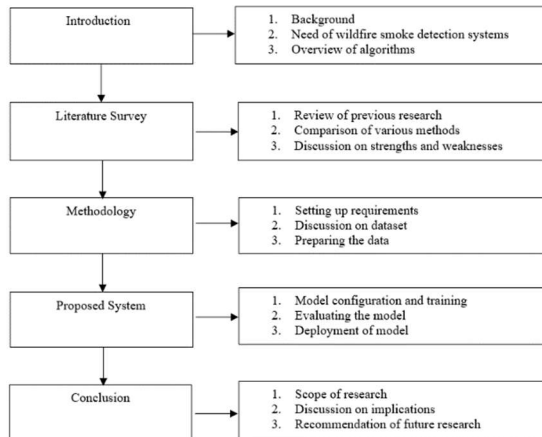 Introduction
1. Background
2. Need of wildfire smoke detection systems
3. Overview of algorithms
Literature Survey
1. Review of previous research
2. Comparison of various methods
3. Discussion on strengths and weaknesses
Methodology
1. Setting up requirements
2. Discussion on dataset
3. Preparing the data
Proposed System
1. Model configuration and training
2. Evaluating the model
3. Deployment of model
Conclusion
1. Scope of research
2. Discussion on implications
3. Recommendation of future research